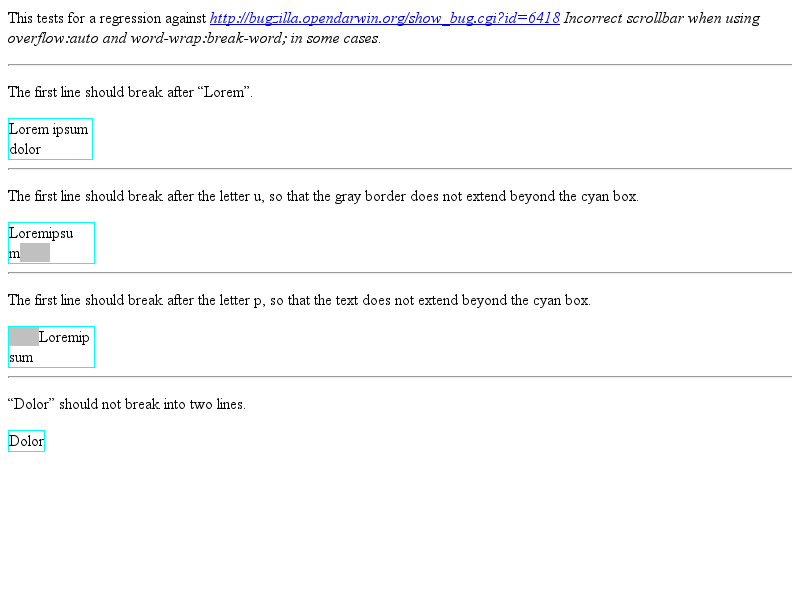 This tests for a regression against http://bugzilla.opendarwin.org/show_bug.cgi?id=6418 Incorrect scrollbar when using
overflow:auto and word-wrap:break-word; in some cases.
The first line should break after “Lorem”.
Lorem ipsum
dolor
The first line should break after the letter u, so that the gray border does not extend beyond the cyan box.
Loremipsu
m
The first line should break after the letter p, so that the text does not extend beyond the cyan box.
Loremip
sum
“Dolor” should not break into two lines.
Dolor